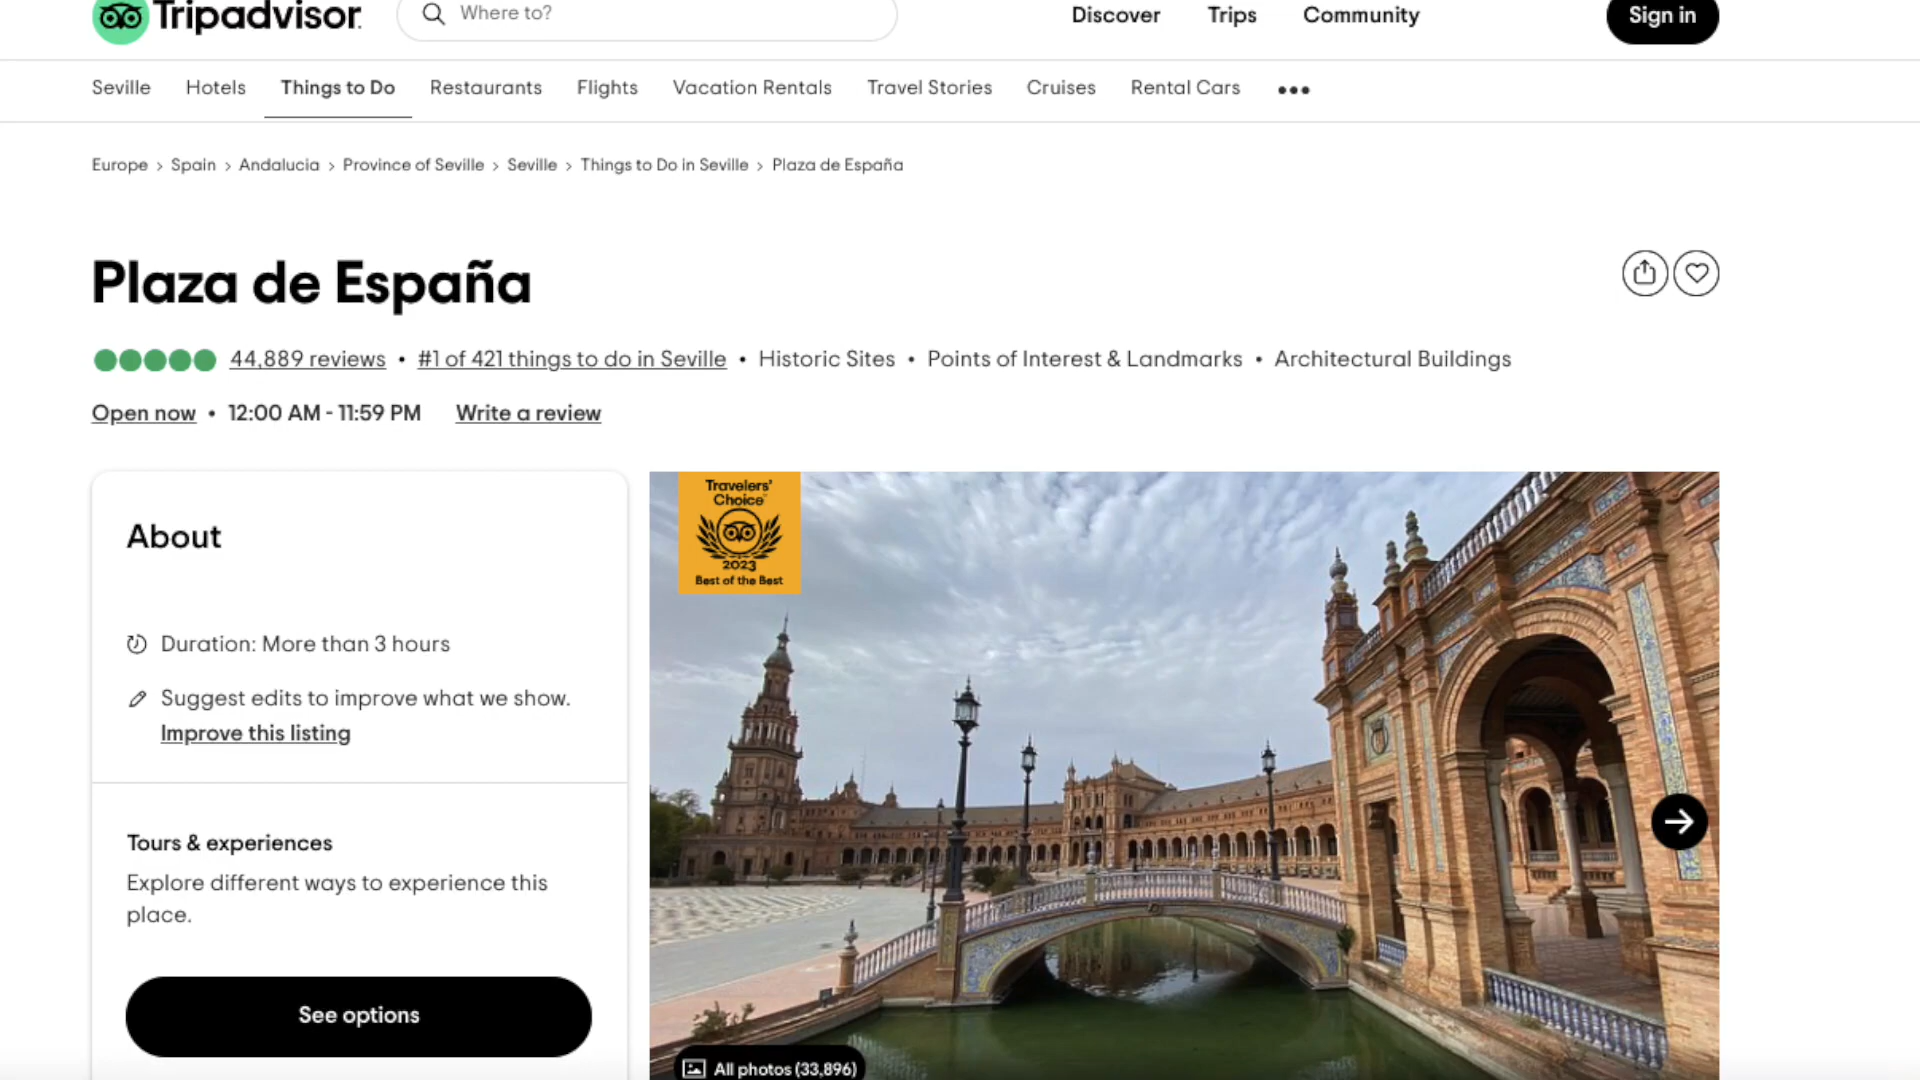 Tripadvisor
Where to?
Discover
Trips
Community
Sign in
Seville
Hotels
Things to Do
Restaurants
Flights
Vacation Rentals
Travel Stories
Cruises
Rental Cars
Europe > Spain > Andalucia > Province of Seville > Seville > Things to Do in Seville > Plaza de España
Plaza de España
44,889 reviews • #1 of 421 things to do in Seville • Historic Sites • Points of Interest & Landmarks • Architectural Buildings
Open now • 12:00 AM - 11:59 PM Write a review
About
Duration: More than 3 hours
Suggest edits to improve what we show.
Improve this listing
Tours & experiences
Explore different ways to experience this
place.
See options
Travelers'
Choice
2023
Best of the Best
All photos (33,896)